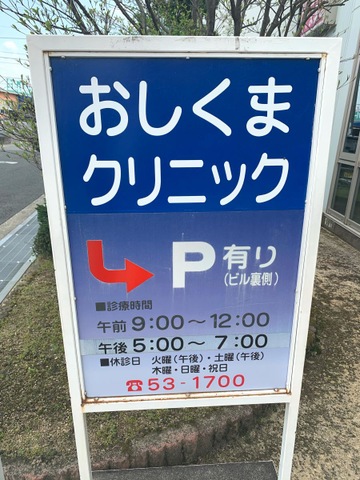 おしくま
クリニック
P 有り
(ビル裏側)
■診療時間
午前 9:00〜12:00
午後 5:00〜 7:00
■休診日 火曜(午後)・土曜(午後)
木曜・日曜・祝日
☎53-1700